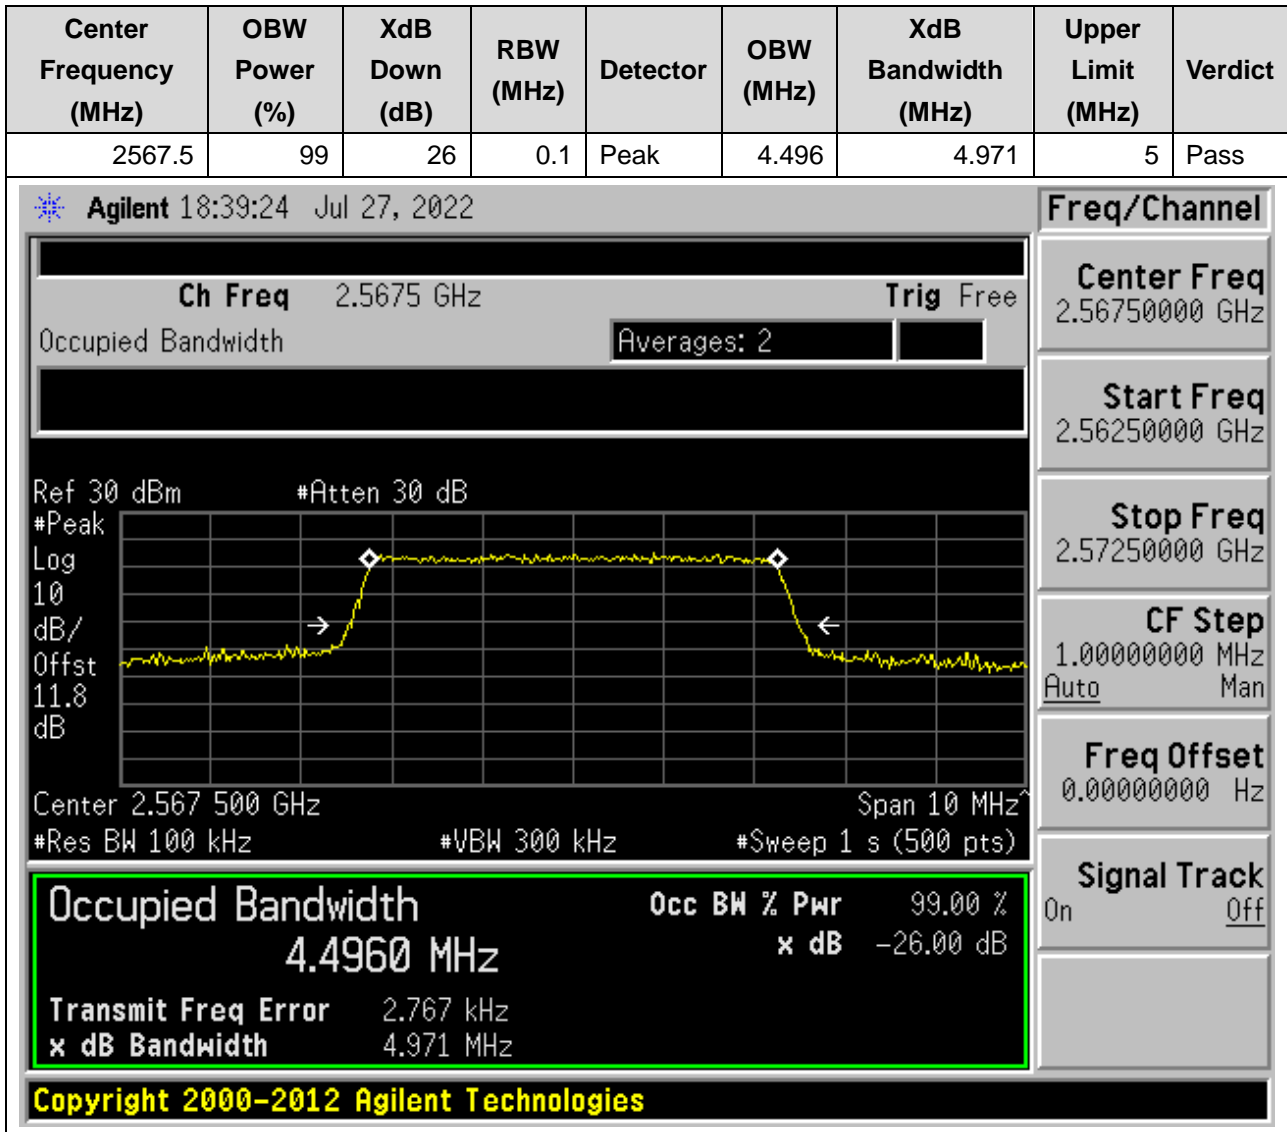 Center Frequency (MHz) OBW Power (%) XdB Down (dB) RBW (MHz) Detector OBW (MHz) XdB Bandwidth (MHz) Upper Limit (MHz) Verdict
2567.5 99 26 0.1 Peak 4.496 4.971 5 Pass
Agilent 18:39:24 Jul 27, 2022
Freq/Channel
Ch Freq 2.5675 GHz Trig Free
Occupied Bandwidth Averages: 2
Center Freq
2.56750000 GHz
Start Freq
2.56250000 GHz
Stop Freq
2.57250000 GHz
CF Step
1.00000000 MHz
Auto Man
Freq Offset
0.00000000 Hz
Signal Track
On Off
Ref 30 dBm #Atten 30 dB
#Peak
Log
10
dB/
Offst
11.8
dB
Center 2.567 500 GHz Span 10 MHz^
#Res BW 100 kHz #VBW 300 kHz #Sweep 1 s (500 pts)
Occupied Bandwidth Occ BW % Pwr 99.00 %
4.4960 MHz x dB -26.00 dB
Transmit Freq Error 2.767 kHz
x dB Bandwidth 4.971 MHz
Copyright 2000-2012 Agilent Technologies